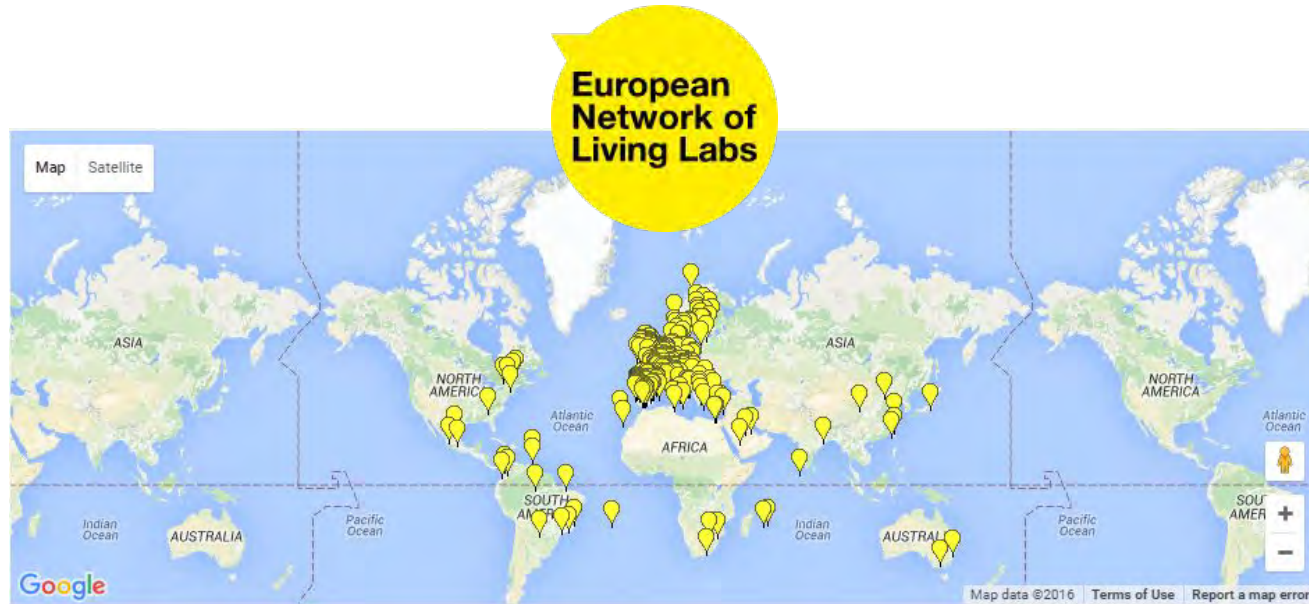 European
Network of
Living Labs
Map Satellite
ASIA
NORTH
AMERICA
Atlantic
Ocean
AFRICA
ASIA
NORTH
AMERICA
Atlantic
Ocean
SOUTH
AMERICA
Indian
Ocean
AUSTRALIA
Pacific
Ocean
Indian
Ocean
AUSTRAL
Pacific
Ocean
SOU
AMER
+
−
Google
Map data ©2016 Terms of Use Report a map error